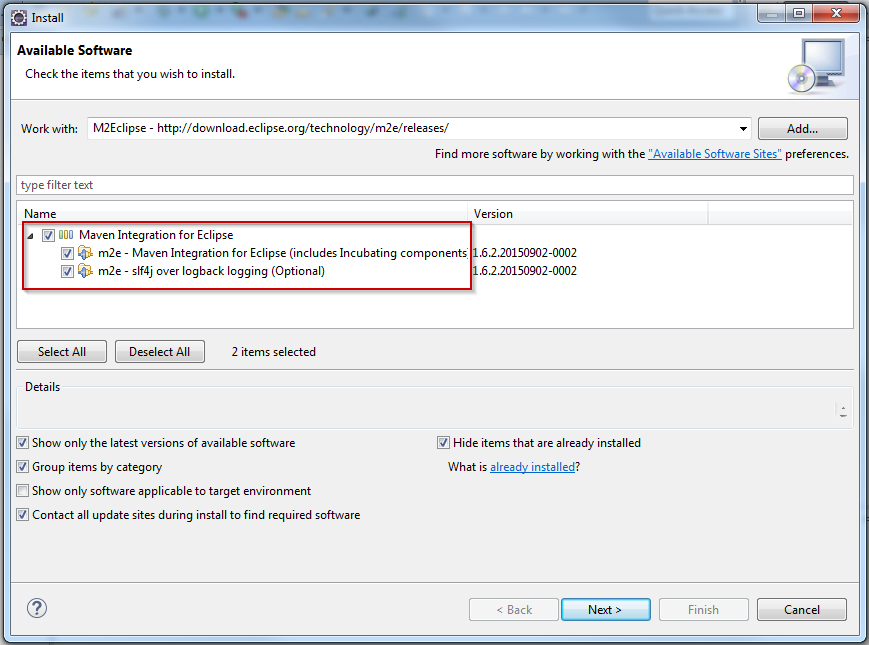 Install
Available Software
Check the items that you wish to install.
Work with: M2Eclipse - http://download.eclipse.org/technology/m2e/releases/ Add...
Find more software by working with the "Available Software Sites" preferences.
type filter text
Name Version
Maven Integration for Eclipse
m2e - Maven Integration for Eclipse (includes Incubating components 1.6.2.20150902-0002
m2e - slf4j over logback logging (Optional) 1.6.2.20150902-0002
Select All Deselect All 2 items selected
Details
Show only the latest versions of available software Hide items that are already installed
Group items by category What is already installed?
Show only software applicable to target environment
Contact all update sites during install to find required software
? < Back Next > Finish Cancel